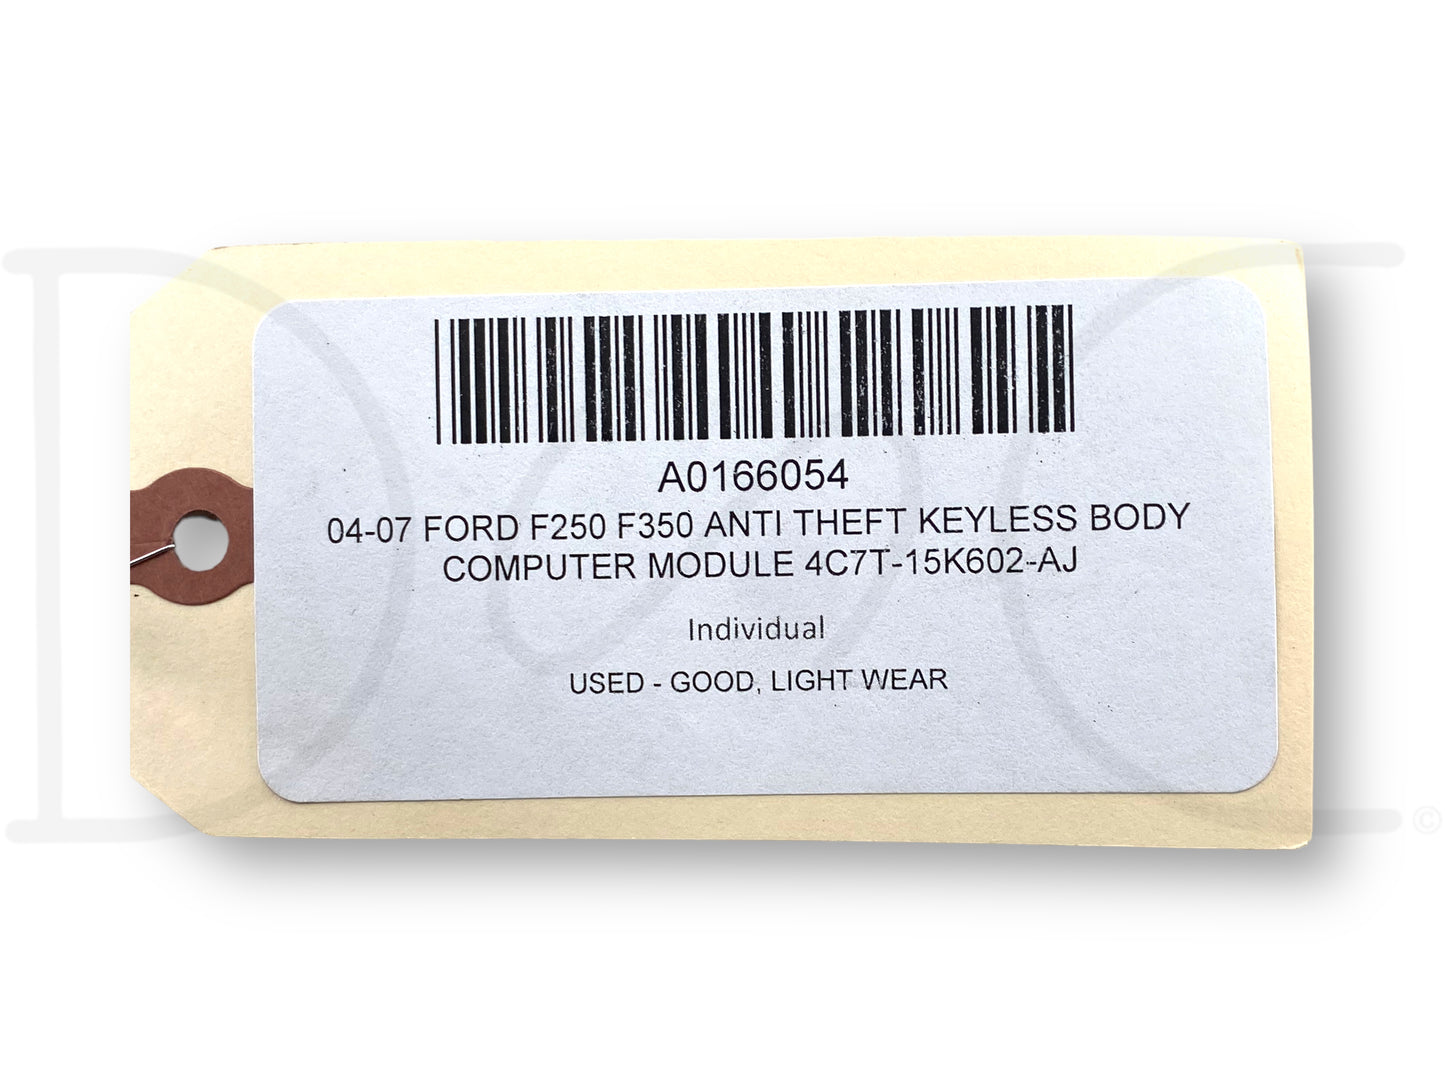 A0166054
04-07 FORD F250 F350 ANTI THEFT KEYLESS BODY
COMPUTER MODULE 4C7T-15K602-AJ
Individual
USED - GOOD, LIGHT WEAR
©